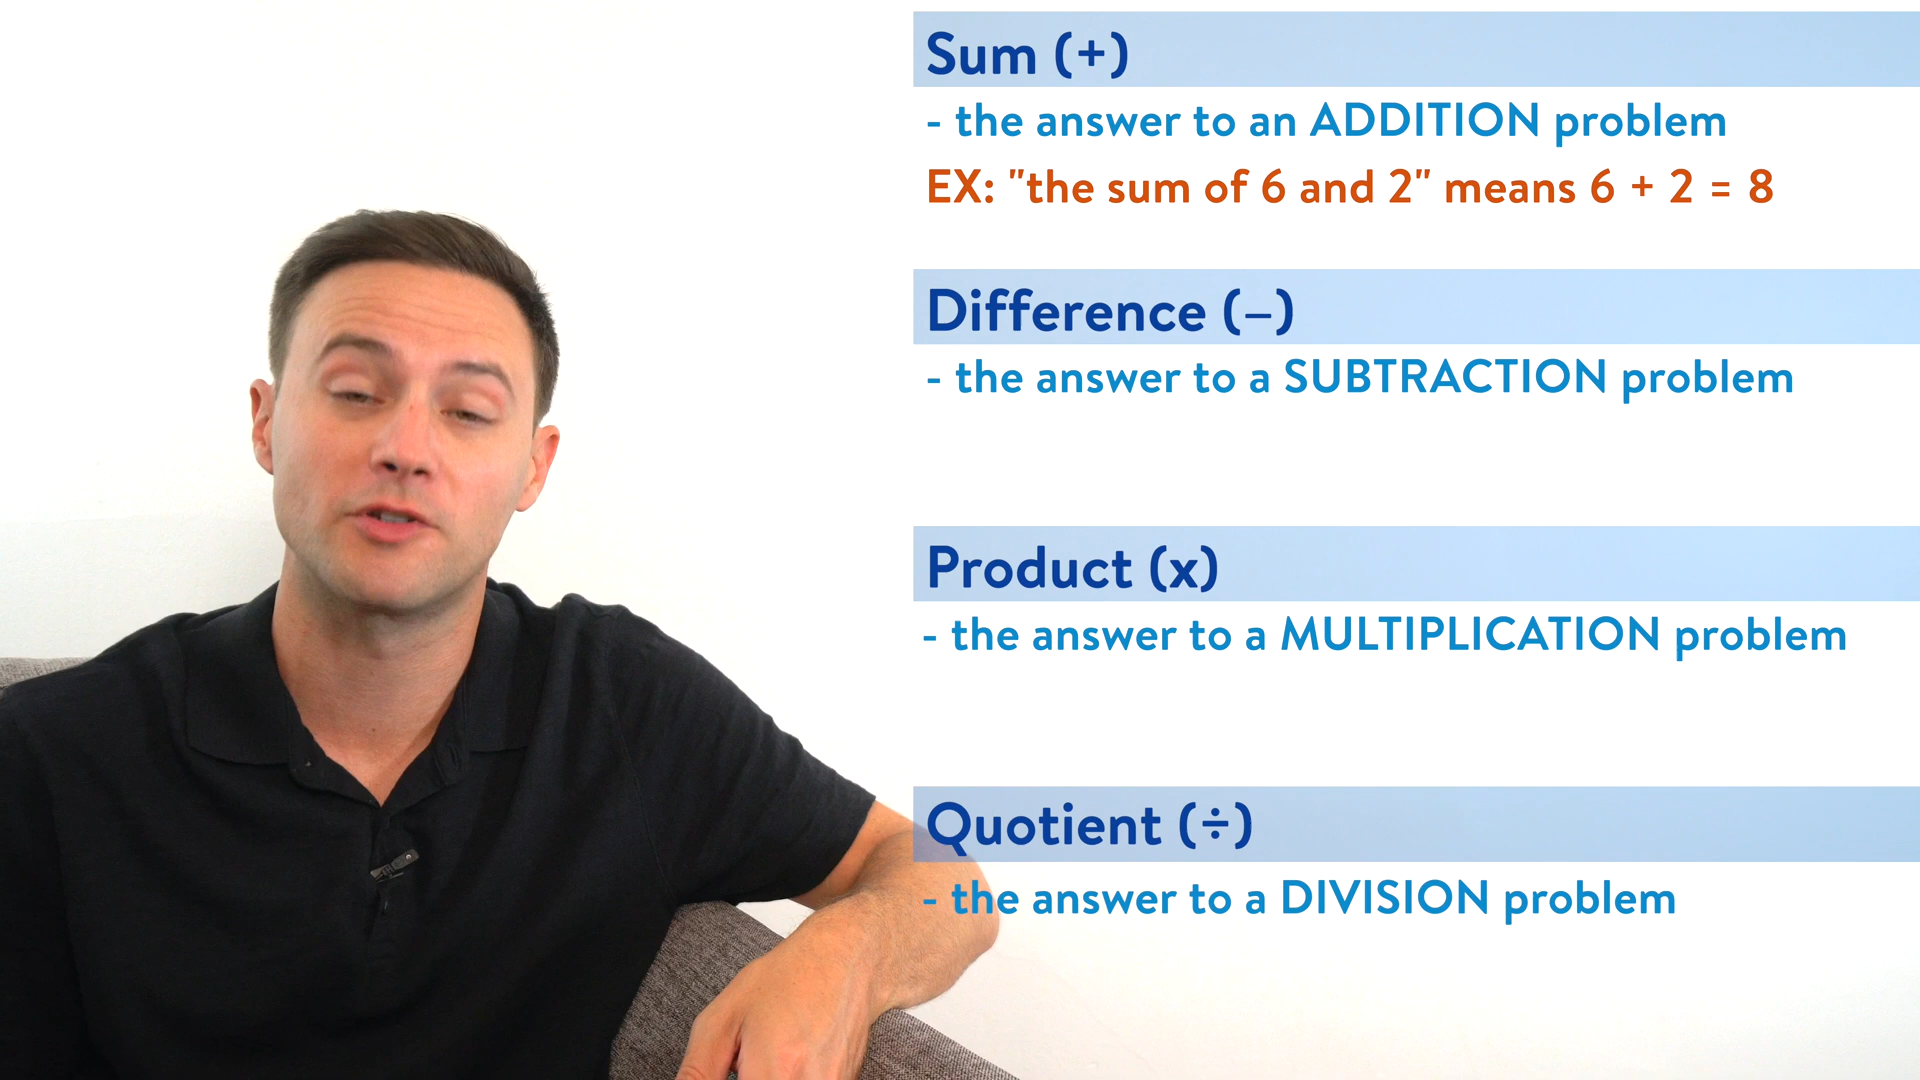 Sum (+)
- the answer to an ADDITION problem
EX: "the sum of 6 and 2" means 6 + 2 = 8
Difference (–)
- the answer to a SUBTRACTION problem
Product (x)
- the answer to a MULTIPLICATION problem
Quotient (÷)
- the answer to a DIVISION problem